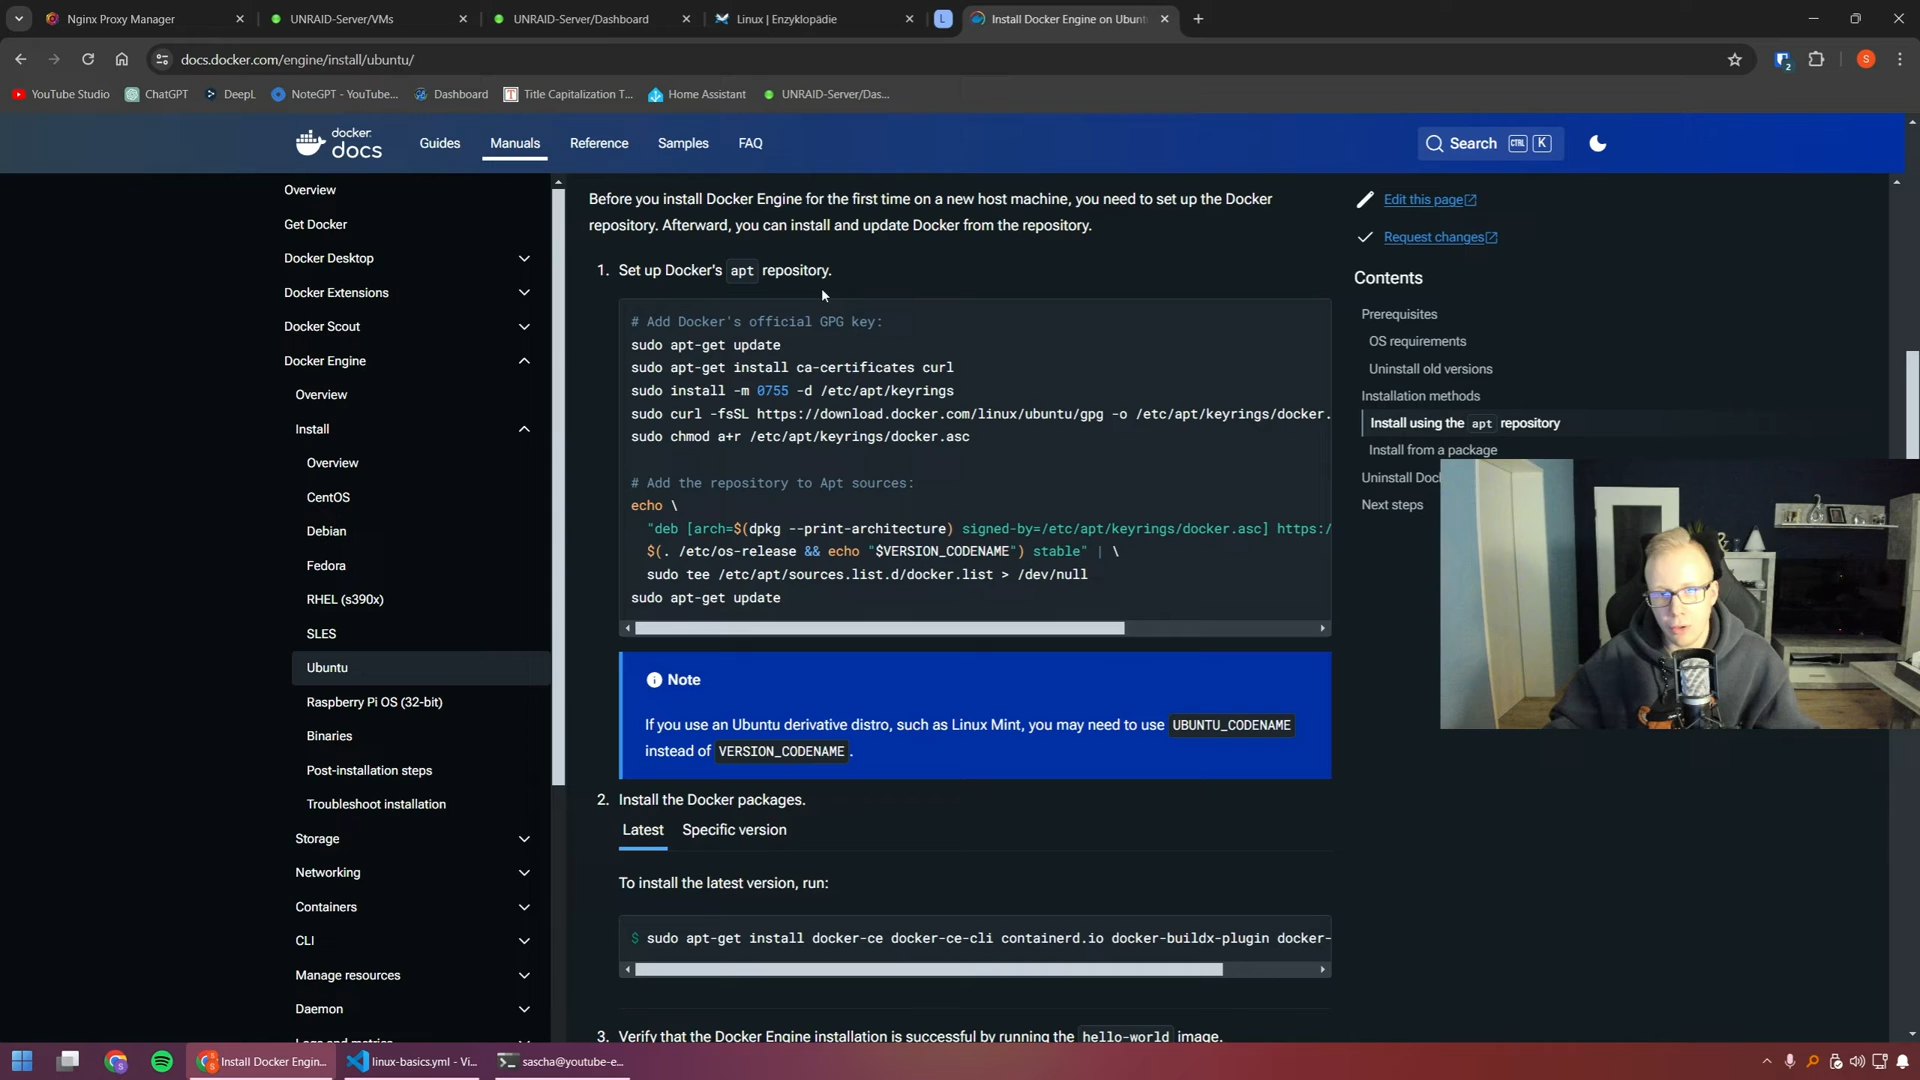 Nginx Proxy Manager
UNRAID-Server/VMs
UNRAID-Server/Dashboard
Linux | Enzyklopädie
L
Install Docker Engine on Ubunt
docs.docker.com/engine/install/ubuntu/
2
S
YouTube Studio
ChatGPT
DeepL
NoteGPT - YouTube...
Dashboard
Title Capitalization T...
Home Assistant
UNRAID-Server/Das...
docker
docs
Guides
Manuals
Reference
Samples
FAQ
Search
CTRL
K
Overview
Get Docker
Docker Desktop
Docker Extensions
Docker Scout
Docker Engine
Overview
Install
Overview
CentOS
Debian
Fedora
RHEL (s390x)
SLES
Ubuntu
Raspberry Pi OS (32-bit)
Binaries
Post-installation steps
Troubleshoot installation
Storage
Networking
Containers
CLI
Manage resources
Daemon
Logs and metrics
Before you install Docker Engine for the first time on a new host machine, you need to set up the Docker
repository. Afterward, you can install and update Docker from the repository.
1. Set up Docker's apt repository.
# Add Docker's official GPG key:
sudo apt-get update
sudo apt-get install ca-certificates curl
sudo install -m 0755 -d /etc/apt/keyrings
sudo curl -fsSL https://download.docker.com/linux/ubuntu/gpg -o /etc/apt/keyrings/docker.
sudo chmod a+r /etc/apt/keyrings/docker.asc
# Add the repository to Apt sources:
echo \
"deb [arch=$(dpkg --print-architecture) signed-by=/etc/apt/keyrings/docker.asc] https:/
$(. /etc/os-release && echo "$VERSION_CODENAME") stable" | \
sudo tee /etc/apt/sources.list.d/docker.list > /dev/null
sudo apt-get update
Note
If you use an Ubuntu derivative distro, such as Linux Mint, you may need to use UBUNTU_CODENAME
instead of VERSION_CODENAME.
2. Install the Docker packages.
Latest
Specific version
To install the latest version, run:
$ sudo apt-get install docker-ce docker-ce-cli containerd.io docker-buildx-plugin docker-
3. Verify that the Docker Engine installation is successful by running the hello-world image.
Edit this page
Request changes
Contents
Prerequisites
OS requirements
Uninstall old versions
Installation methods
Install using the apt repository
Install from a package
Uninstall Doc
Next steps
Install Docker Engin...
linux-basics.yml - Vi...
sascha@youtube-e...